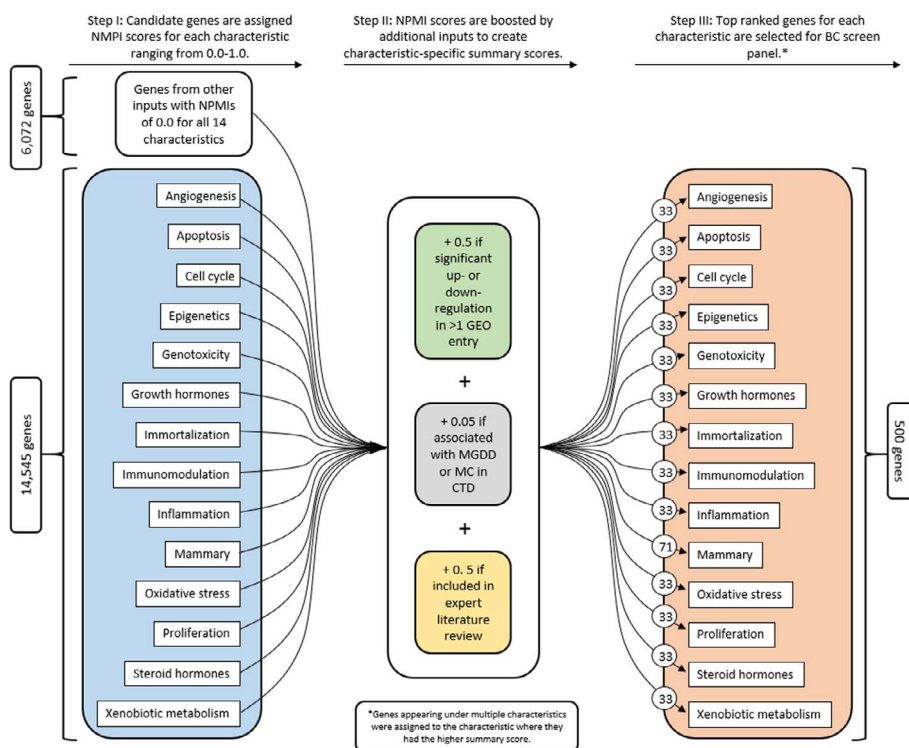 Step I: Candidate genes are assigned
NMPI scores for each characteristic
ranging from 0.0-1.0.
Step II: NPMI scores are boosted by
additional inputs to create
characteristic-specific summary scores.
Step III: Top ranked genes for each
characteristic are selected for BC screen
panel.*
6,072 genes
Genes from other
inputs with NPMIs
of 0.0 for all 14
characteristics
14,545 genes
Angiogenesis
Apoptosis
Cell cycle
Epigenetics
Genotoxicity
Growth hormones
Immortalization
Immunomodulation
Inflammation
Mammary
Oxidative stress
Proliferation
Steroid hormones
Xenobiotic metabolism
+ 0.5 if
significant
up- or
down-
regulation
in >1 GEO
entry
+
+ 0.05 if
associated
with MGDD
or MC in
CTD
+
+ 0. 5 if
included in
expert
literature
review
33 Angiogenesis
33 Apoptosis
33 Cell cycle
33 Epigenetics
33 Genotoxicity
33 Growth hormones
33 Immortalization
33 Immunomodulation
33 Inflammation
71 Mammary
33 Oxidative stress
33 Proliferation
33 Steroid hormones
33 Xenobiotic metabolism
500 genes
*Genes appearing under multiple characteristics
were assigned to the characteristic where they
had the higher summary score.